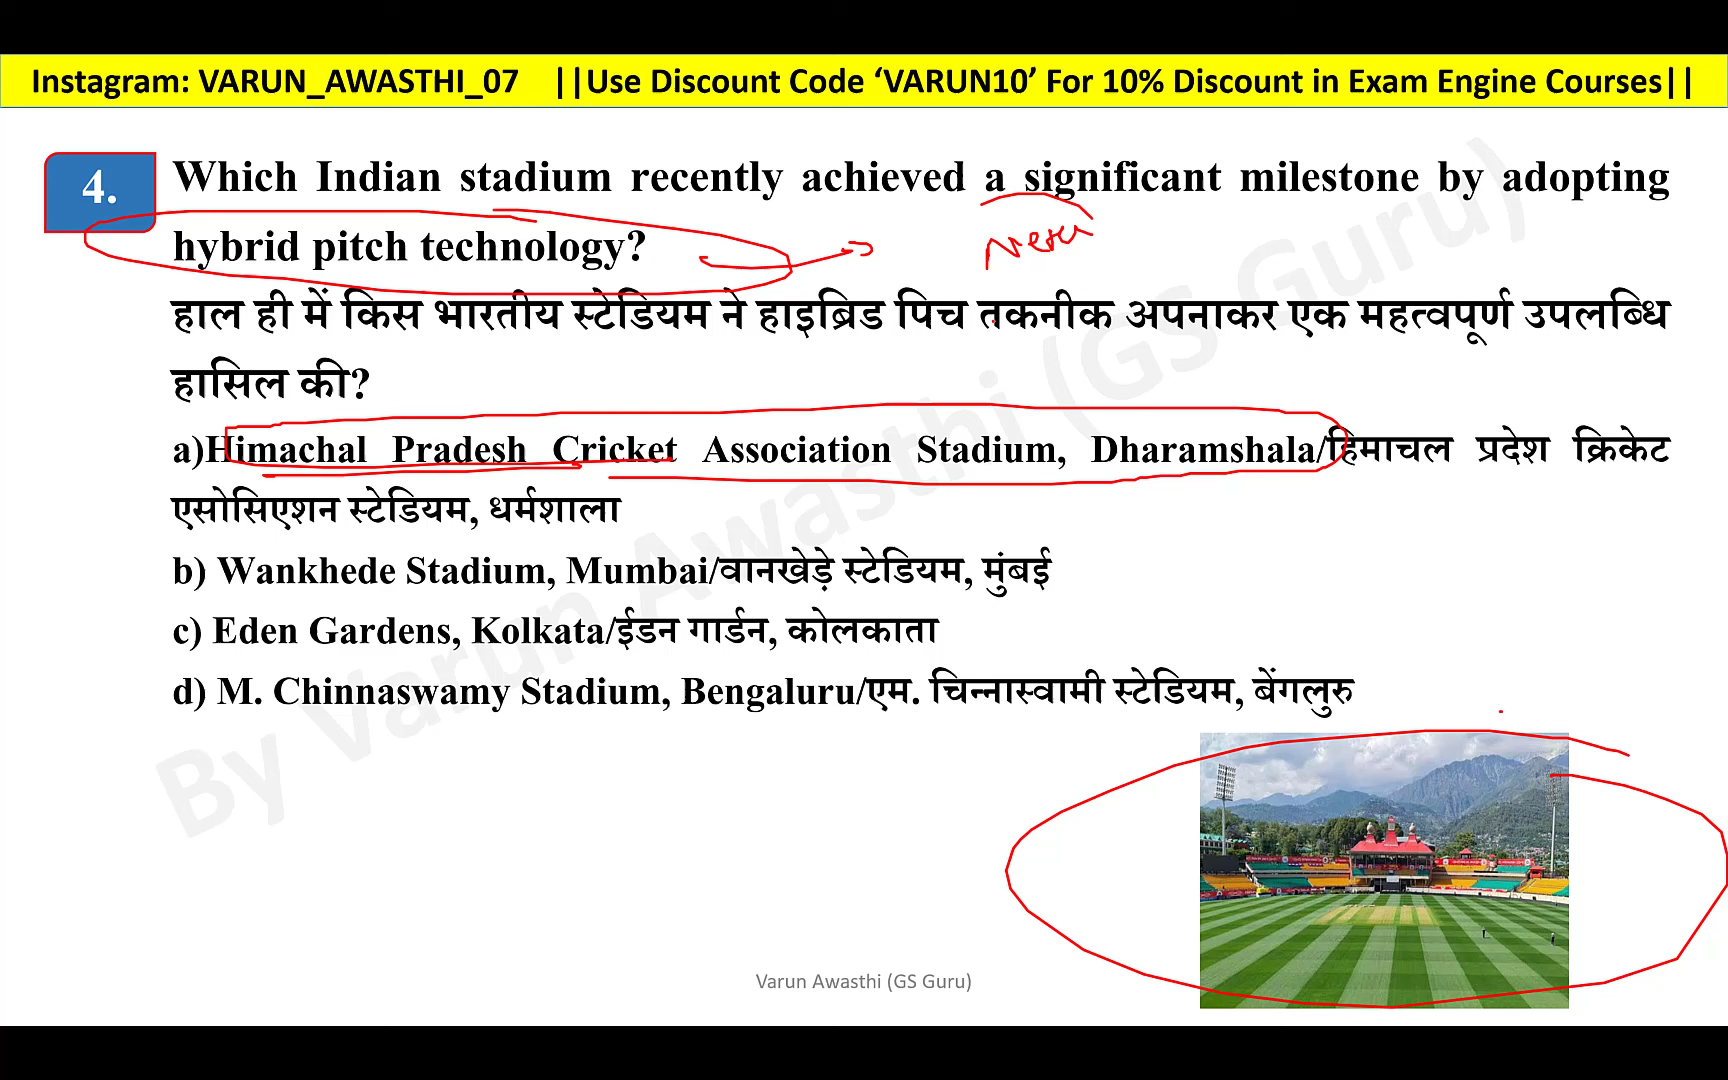 Instagram: VARUN_AWASTHI_07 ||Use Discount Code ‘VARUN10’ For 10% Discount in Exam Engine Courses||
4.
Which Indian stadium recently achieved a significant milestone by adopting
hybrid pitch technology?
हाल ही में किस भारतीय स्टेडियम ने हाइब्रिड पिच तकनीक अपनाकर एक महत्वपूर्ण उपलब्धि
हासिल की?
a)Himachal Pradesh Cricket Association Stadium, Dharamshala/हिमाचल प्रदेश क्रिकेट
एसोसिएशन स्टेडियम, धर्मशाला
b) Wankhede Stadium, Mumbai/वानखेड़े स्टेडियम, मुंबई
c) Eden Gardens, Kolkata/ईडन गार्डन, कोलकाता
d) M. Chinnaswamy Stadium, Bengaluru/एम. चिन्नास्वामी स्टेडियम, बेंगलुरु
By Varun Awasthi (GS Guru)
Varun Awasthi (GS Guru)